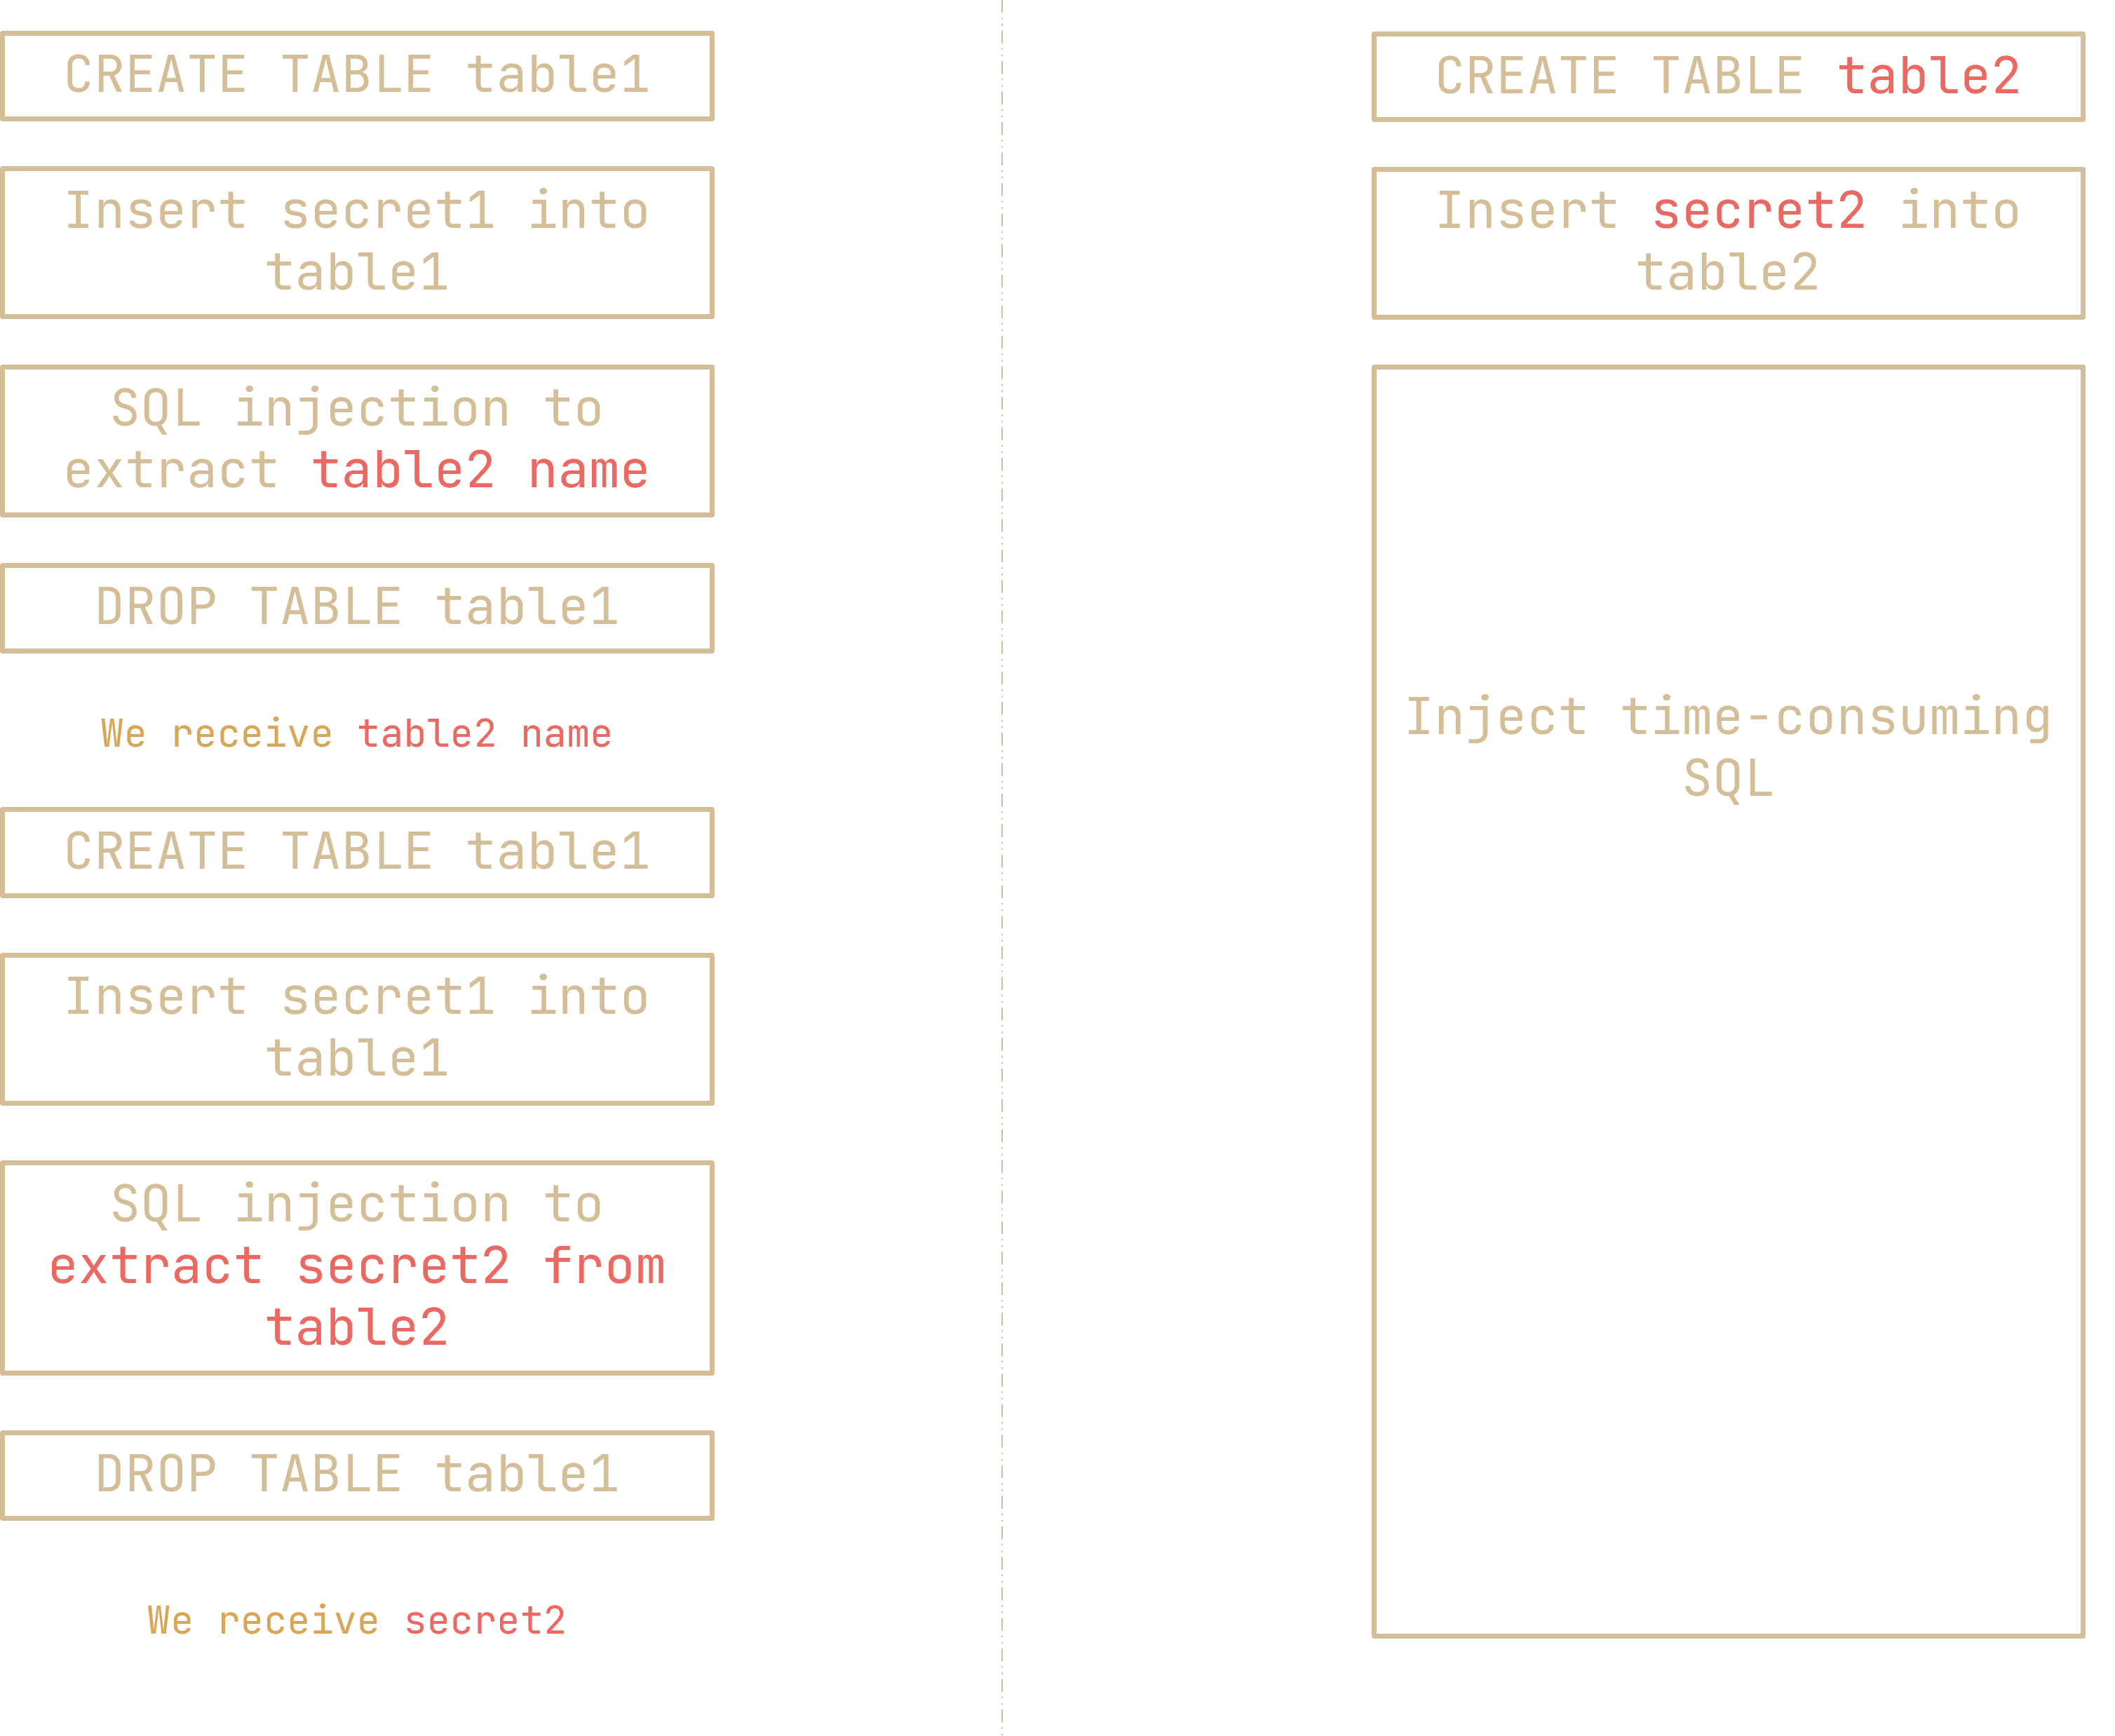 CREATE TABLE table1
Insert secret1 into
table1
SQL injection to
extract table2 name
DROP TABLE table1
We receive table2 name
CREATE TABLE table1
Insert secret1 into
table1
SQL injection to
extract secret2 from
table2
DROP TABLE table1
We receive secret2
CREATE TABLE table2
Insert secret2 into
table2
Inject time-consuming
SQL